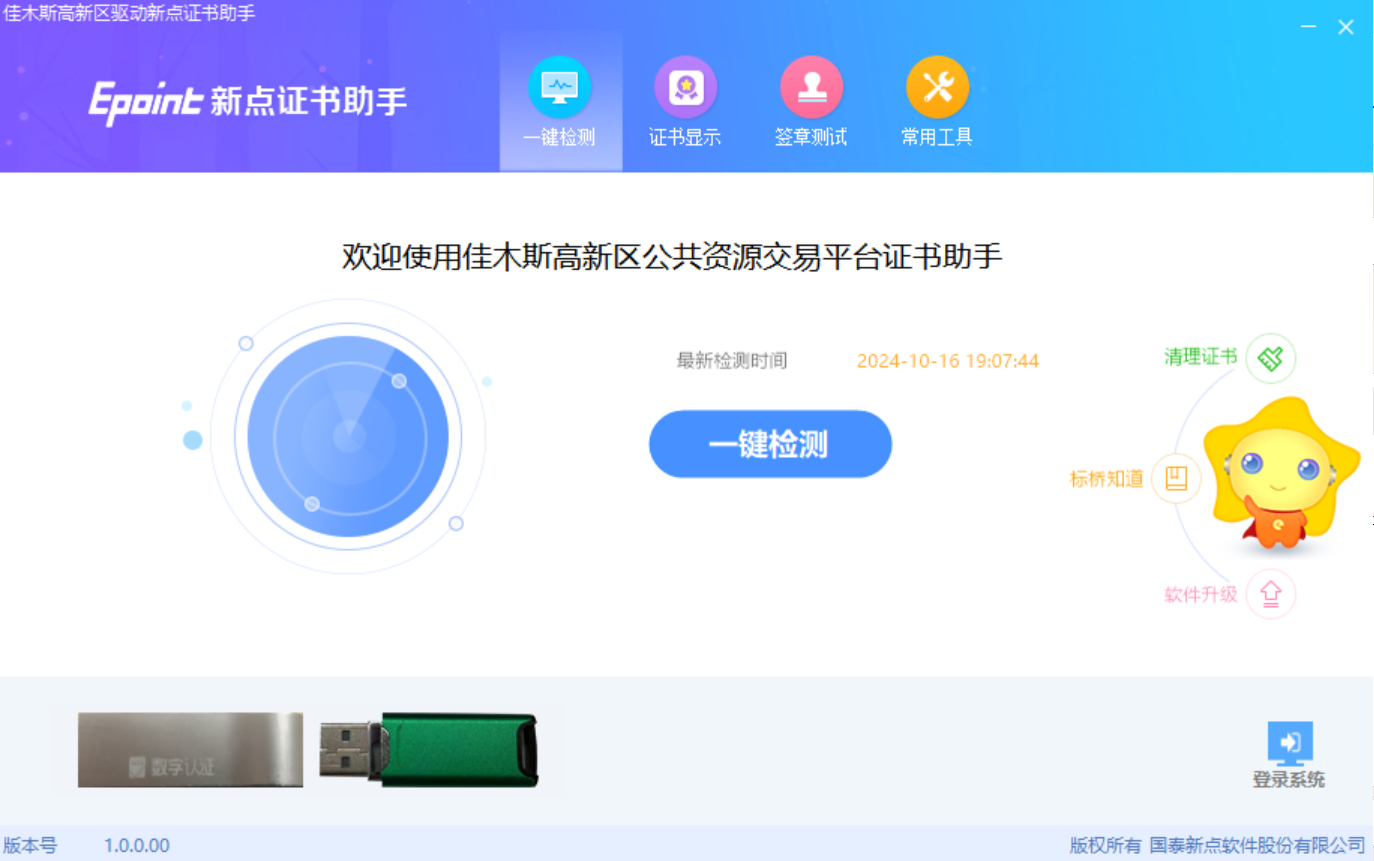 佳木斯高新区驱动新点证书助手
Epoint 新点证书助手
一键检测
证书显示
签章测试
常用工具
欢迎使用佳木斯高新区公共资源交易平台证书助手
最新检测时间 2024-10-16 19:07:44
一键检测
清理证书
标桥知道
软件升级
数字认证
登录系统
版本号 1.0.0.00
版权所有 国泰新点软件股份有限公司